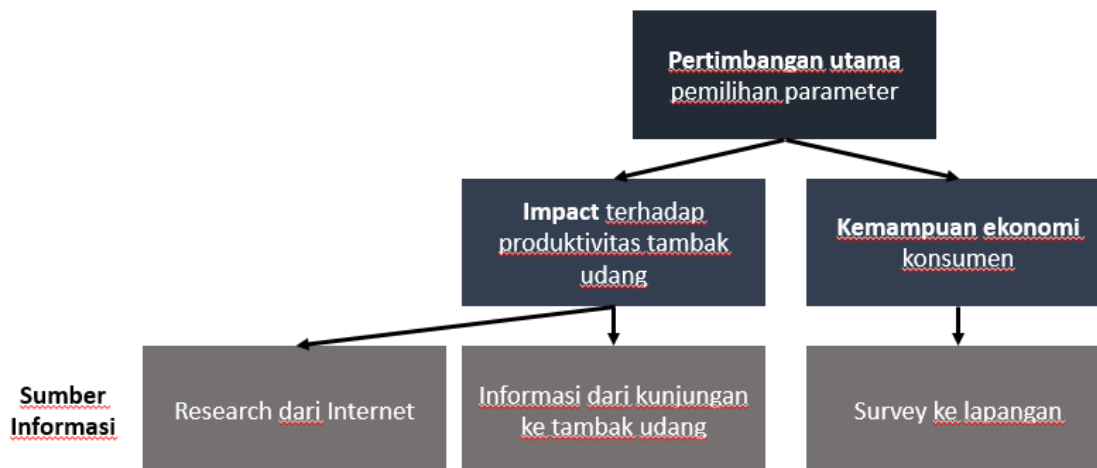 Pertimbangan utama
pemilihan parameter
Impact terhadap
produktivitas tambak
udang
Kemampuan ekonomi
konsumen
Sumber
Informasi
Research dari Internet
Informasi dari kunjungan
ke tambak udang
Survey ke lapangan